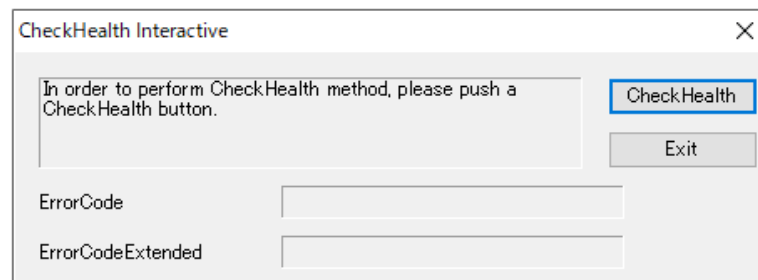 CheckHealth Interactive
In order to perform CheckHealth method, please push a
CheckHealth button.
CheckHealth
Exit
ErrorCode
ErrorCodeExtended